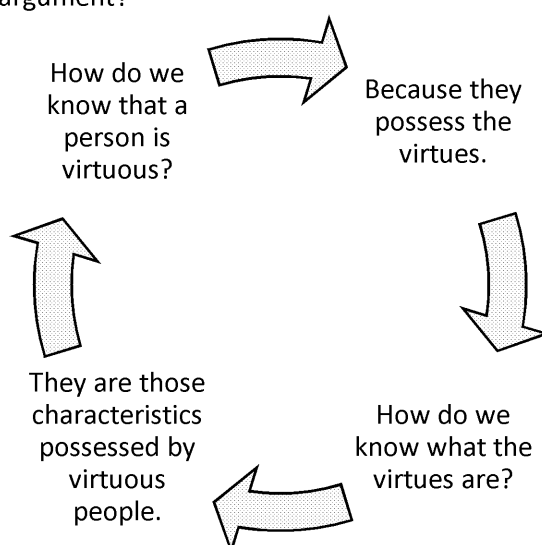 argument?
How do we
know that a
person is
virtuous?
Because they
possess the
virtues.
How do we
know what the
virtues are?
They are those
characteristics
possessed by
virtuous
people.